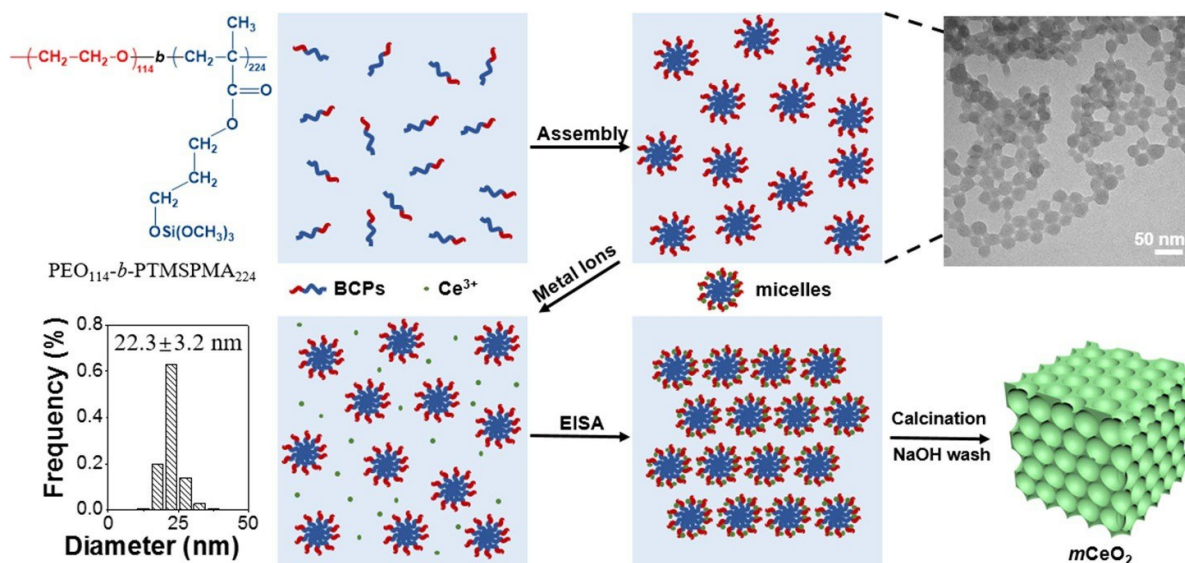 CH3
(CH2-CH2-O)114 b (CH2-C)224
C=O
O
CH2
CH2
CH2
OSi(OCH3)3
PEO114-b-PTMSPMA224
Assembly
50 nm
BCPs
Ce3+
Metal Ions
micelles
0.8
0.6
0.4
0.2
0.0
Frequency (%)
22.3±3.2 nm
0 25 50
Diameter (nm)
EISA
Calcination
NaOH wash
mCeO2